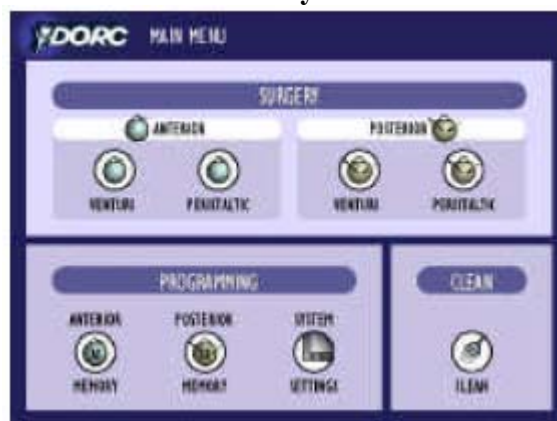 DORC MAIN MENU
SURGERY
ANTERIOR POSTERIOR
VENTURI PERISTALTIC VENTURI PERISTALTIC
PROGRAMMING CLEAN
ANTERIOR POSTERIOR SYSTEM
MEMORY MEMORY SETTINGS CLEAN